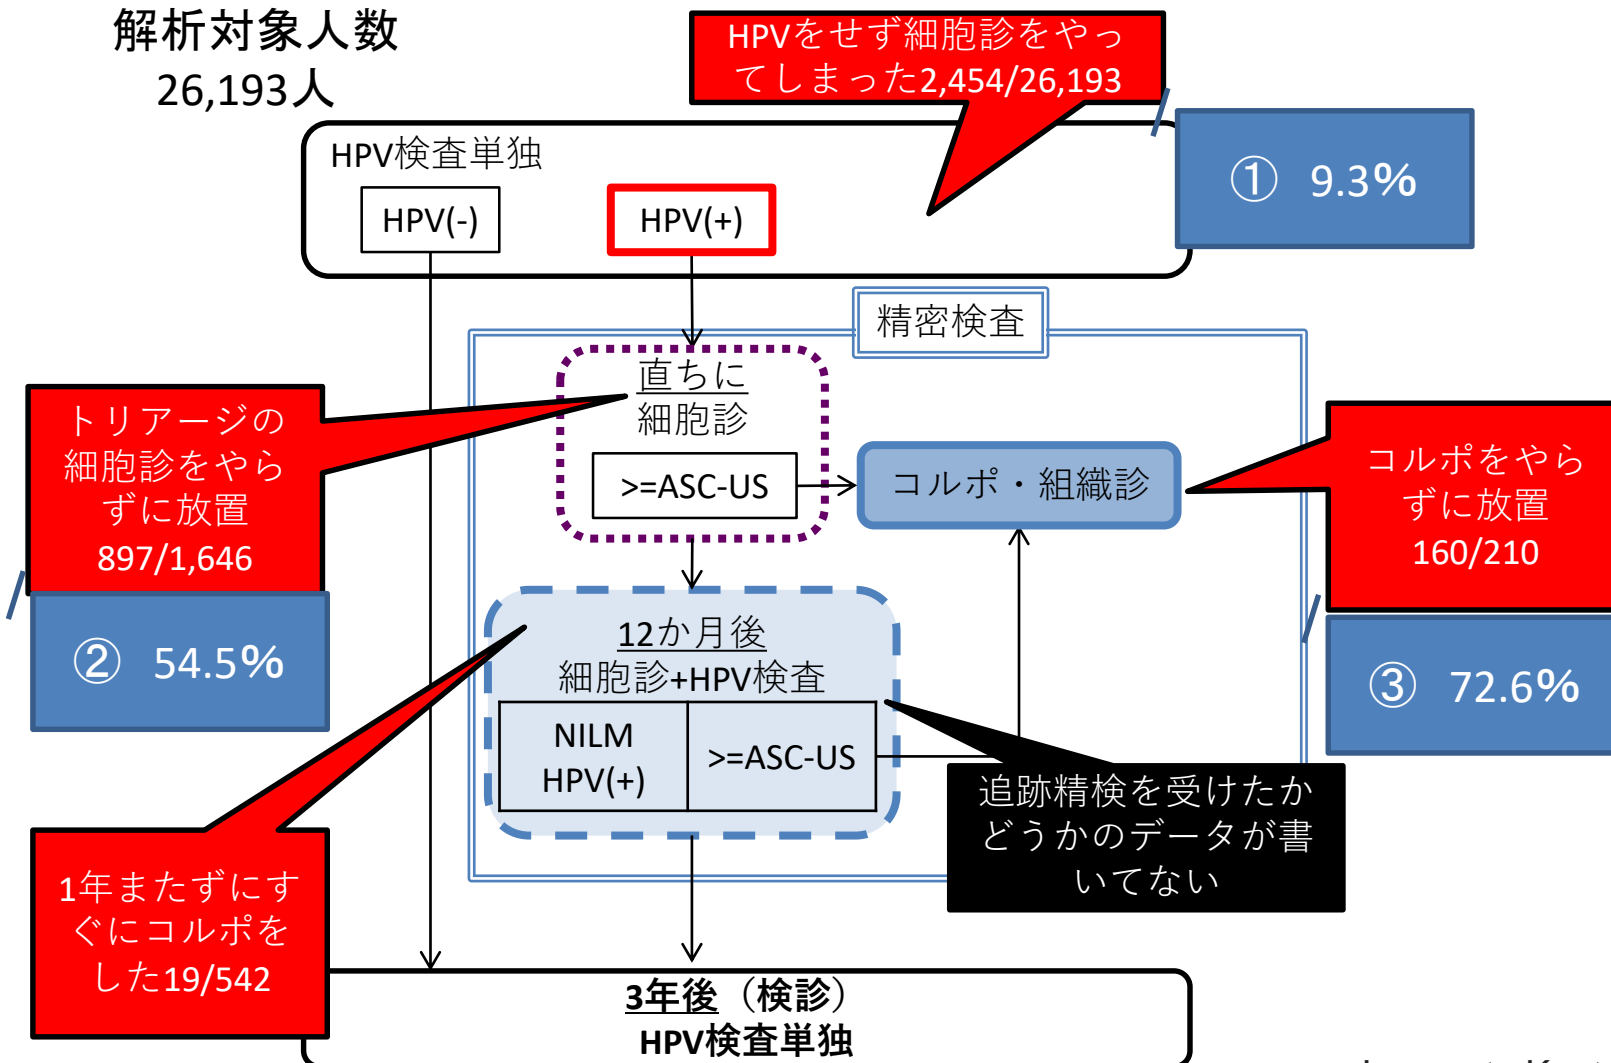 解析対象人数
26,193人
HPVをせず細胞診をやっ
てしまった2,454/26,193
① 9.3%
HPV検査単独
HPV(-)
HPV(+)
精密検査
直ちに
細胞診
>=ASC-US
コルポ・組織診
トリアージの
細胞診をやら
ずに放置
897/1,646
② 54.5%
コルポをやら
ずに放置
160/210
③ 72.6%
12か月後
細胞診+HPV検査
NILM
HPV(+)
>=ASC-US
追跡精検を受けたか
どうかのデータが書
いてない
1年またずにす
ぐにコルポを
した19/542
3年後（検診）
HPV検査単独